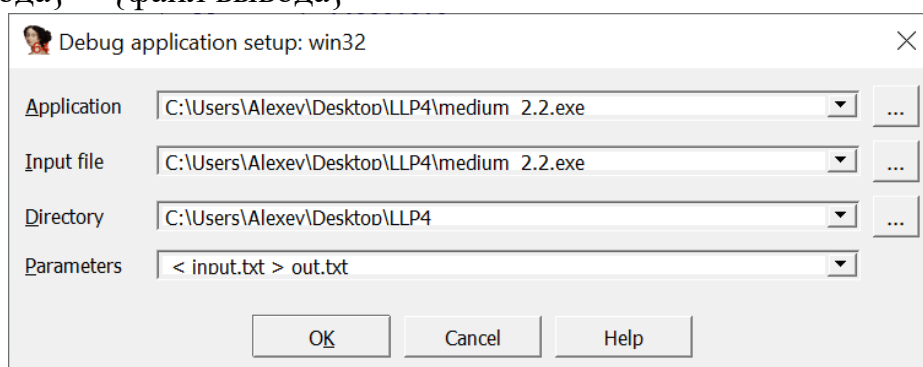 Debug application setup: win32
Application C:\Users\Alexey\Desktop\LLP4\medium_2.2.exe ...
Input file C:\Users\Alexey\Desktop\LLP4\medium_2.2.exe ...
Directory C:\Users\Alexey\Desktop\LLP4 ...
Parameters < input.txt > out.txt
OK Cancel Help